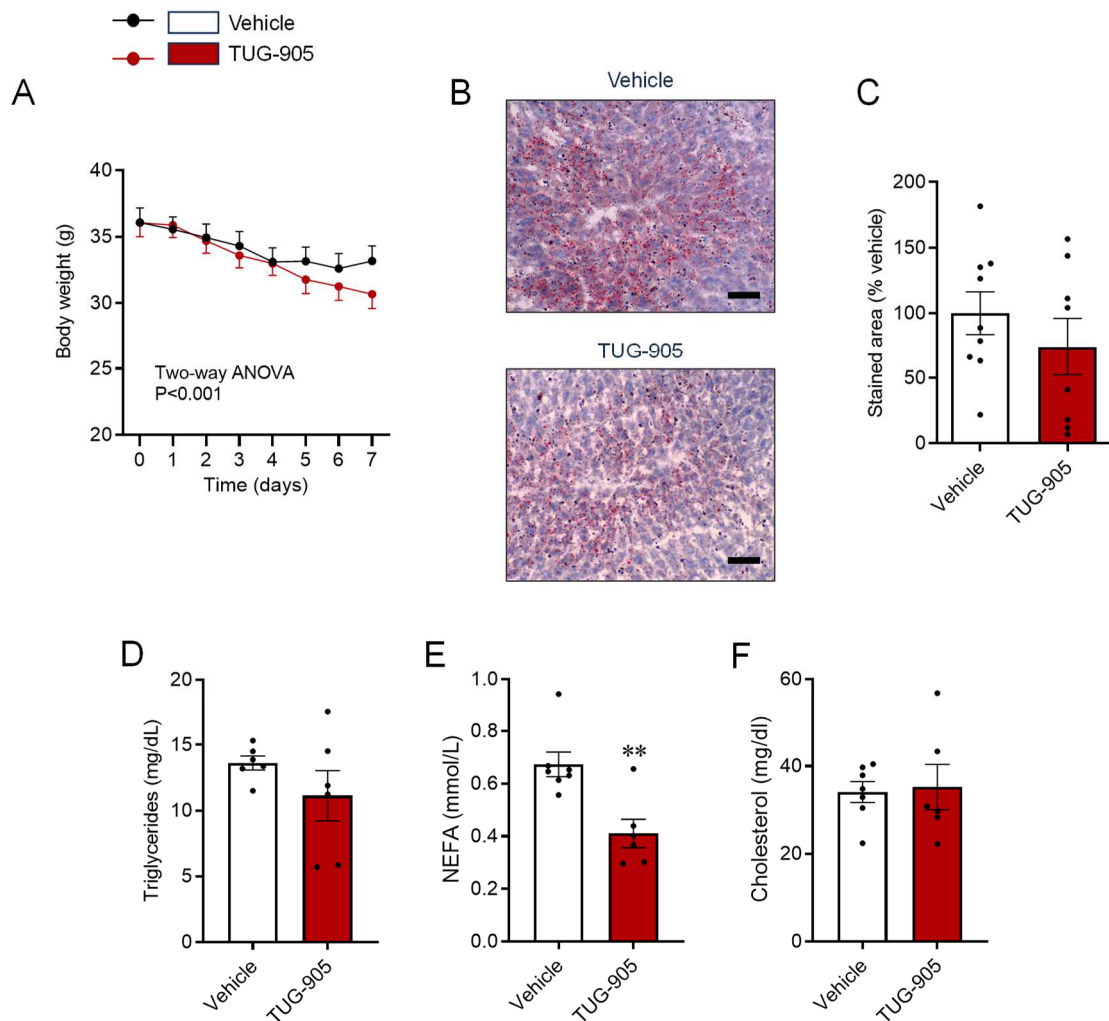 Vehicle
TUG-905
A
Body weight (g)
40
35
30
25
20
Two-way ANOVA
P<0.001
0 1 2 3 4 5 6 7
Time (days)
B
Vehicle
TUG-905
C
Stained area (% vehicle)
200
150
100
50
0
Vehicle
TUG-905
D
Triglycerides (mg/dL)
20
15
10
5
0
Vehicle
TUG-905
E
NEFA (mmol/L)
1.0
0.8
0.6
0.4
0.2
0.0
**
Vehicle
TUG-905
F
Cholesterol (mg/dl)
60
40
20
0
Vehicle
TUG-905